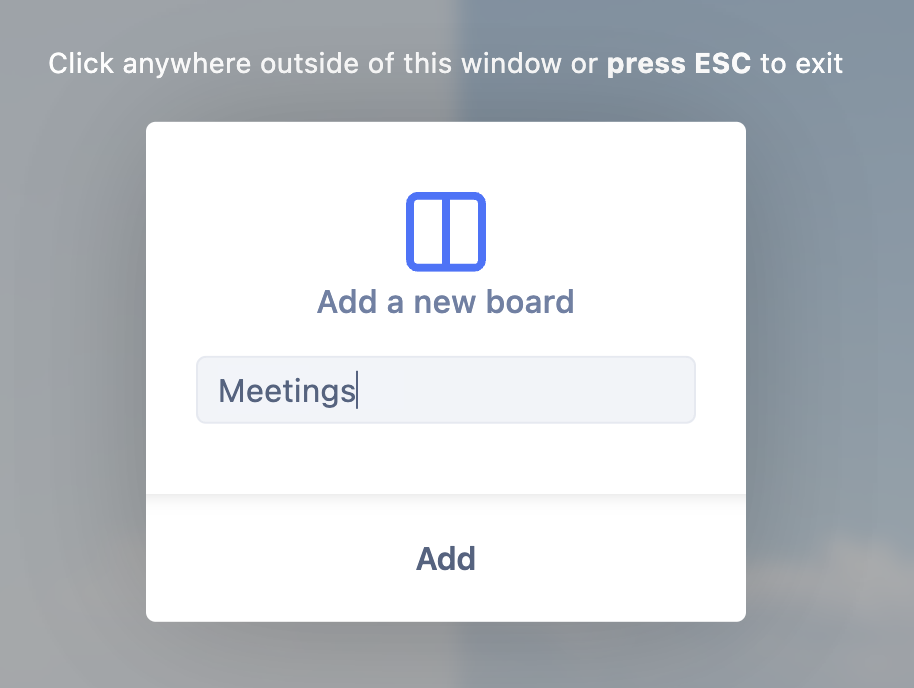 Click anywhere outside of this window or press ESC to exit
Add a new board
Meetings
Add